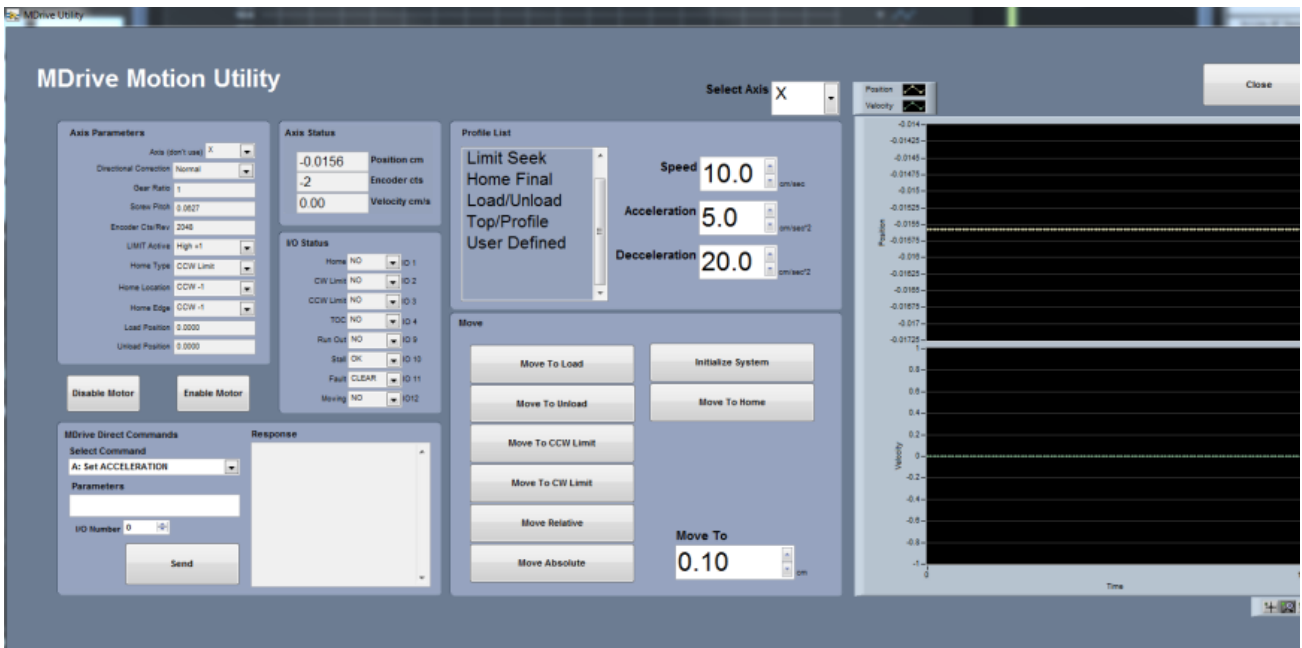 MDrive Utility
MDrive Motion Utility
Select Axis X
Position
Velocity
Close
Axis Parameters
Axis (don't use) X
Directional Correction Normal
Gear Ratio 1
Screw Pitch 0.0627
Encoder Cts/Rev 2048
LIMIT Active High +1
Home Type CCW Limit
Home Location CCW -1
Home Edge CCW -1
Load Position 0.0000
Unload Position 0.0000
Disable Motor
Enable Motor
Axis Status
-0.0156 Position cm
-2 Encoder cts
0.00 Velocity cm/s
I/O Status
Home NO IO 1
CW Limit NO IO 2
CCW Limit NO IO 3
TOC NO IO 4
Run Out NO IO 9
Stall OK IO 10
Fault CLEAR IO 11
Moving NO IO12
Profile List
Limit Seek
Home Final
Load/Unload
Top/Profile
User Defined
Speed 10.0 cm/sec
Acceleration 5.0 cm/sec^2
Decceleration 20.0 cm/sec^2
Move
Move To Load
Move To Unload
Move To CCW Limit
Move To CW Limit
Move Relative
Move Absolute
Initialize System
Move To Home
Move To
0.10 cm
MDrive Direct Commands
Select Command
A: Set ACCELERATION
Parameters
I/O Number 0
Send
Response
-0.014
-0.01425
-0.0145
-0.01475
-0.015
-0.01525
-0.0155
-0.01575
-0.016
-0.01625
-0.0165
-0.01675
-0.017
-0.01725
Position
1
0.8
0.6
0.4
0.2
0
-0.2
-0.4
-0.6
-0.8
-1
Velocity
0
Time